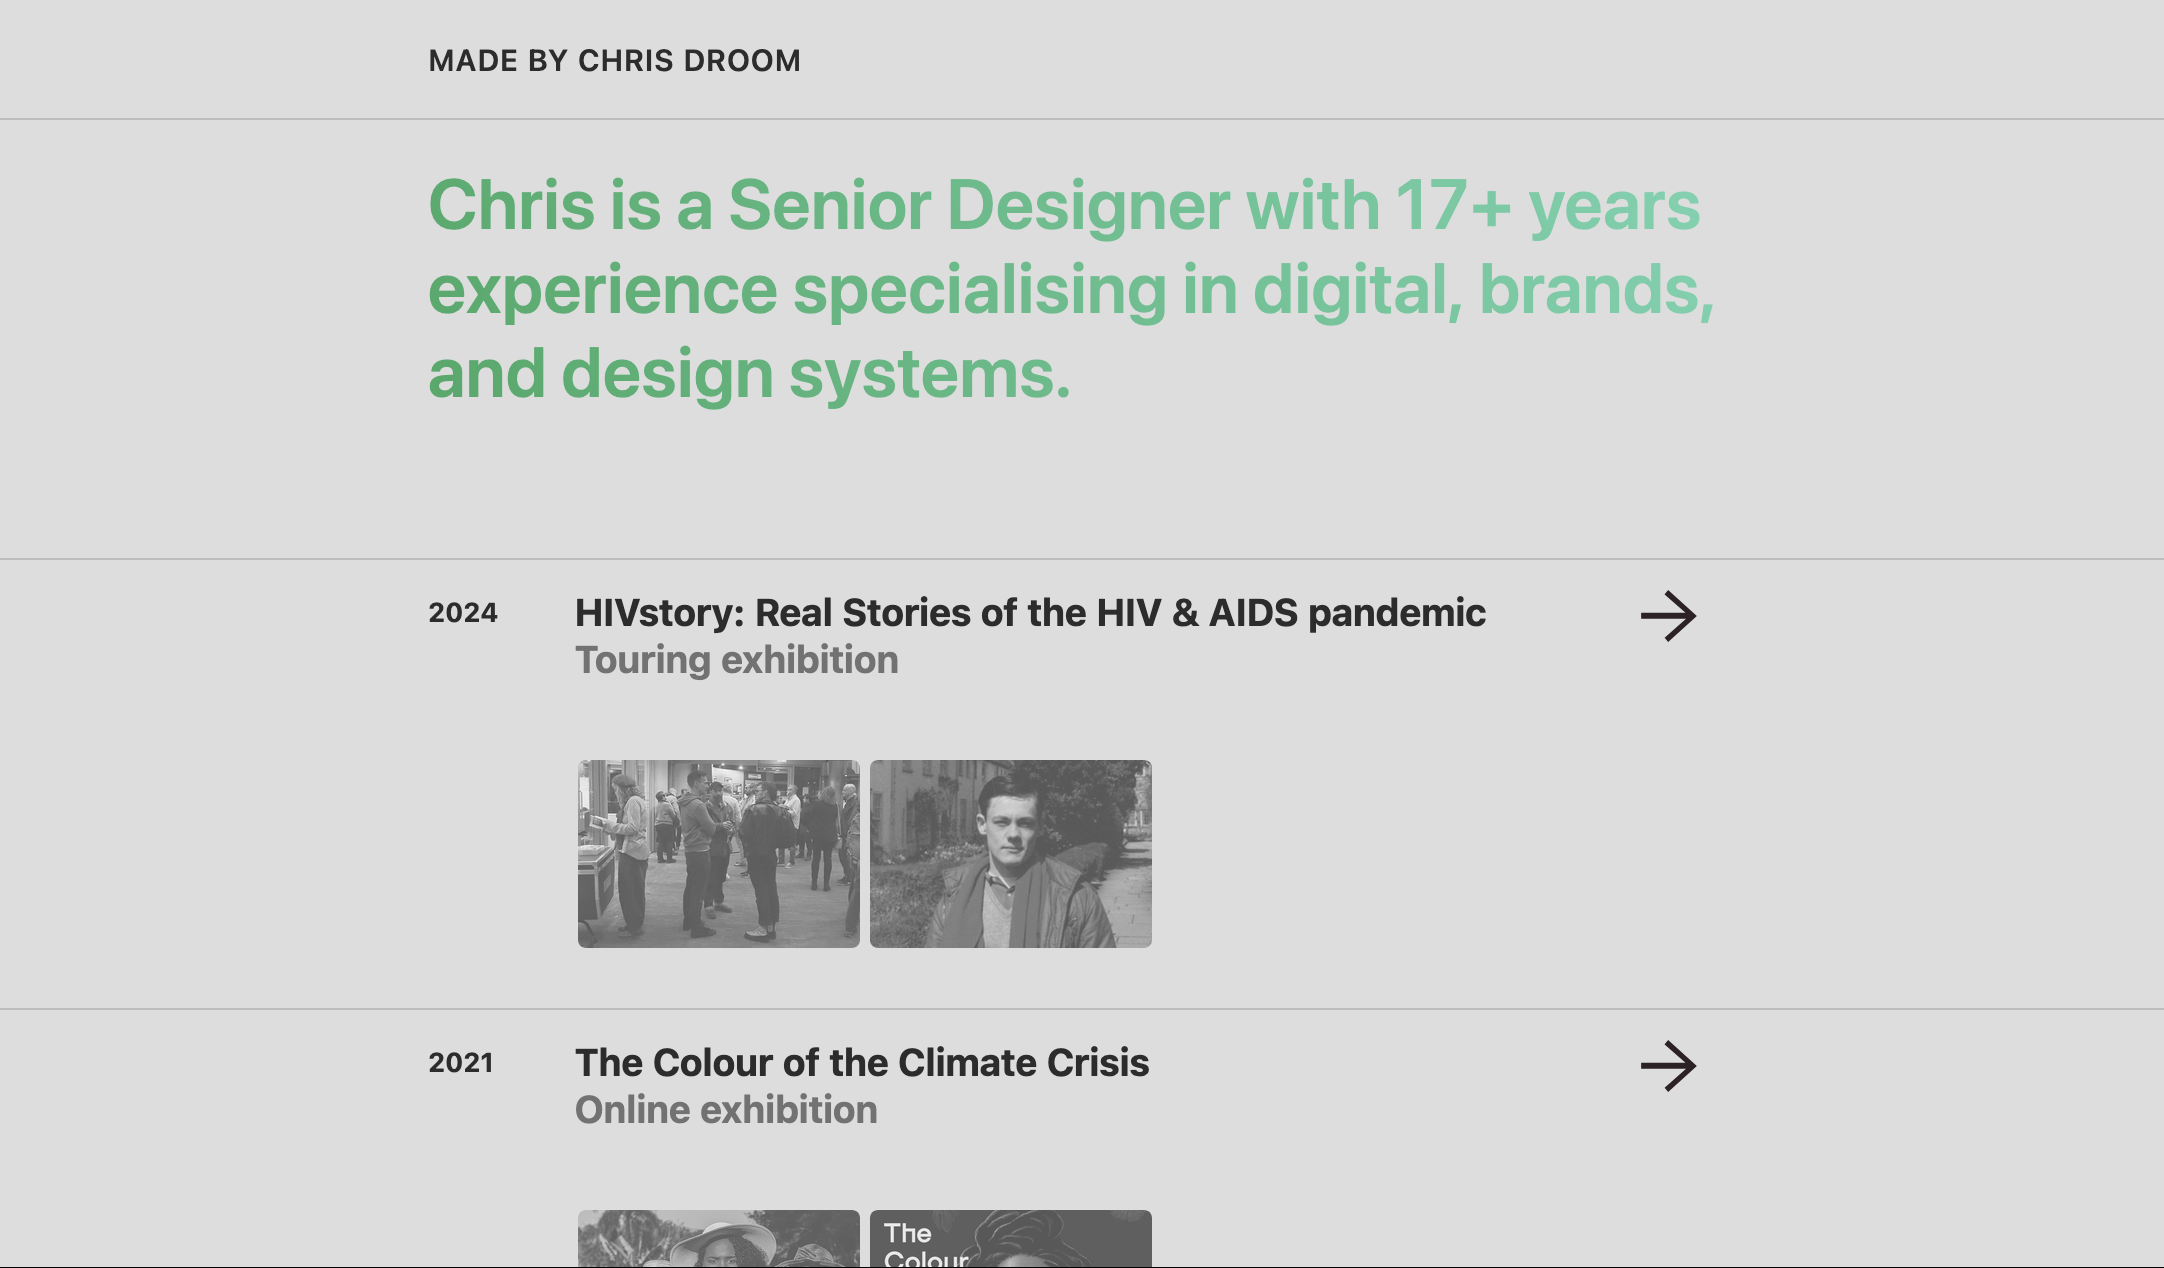 MADE BY CHRIS DROOM
Chris is a Senior Designer with 17+ years
experience specialising in digital, brands,
and design systems.
2024
HIVstory: Real Stories of the HIV & AIDS pandemic
Touring exhibition
2021
The Colour of the Climate Crisis
Online exhibition
The
Colour